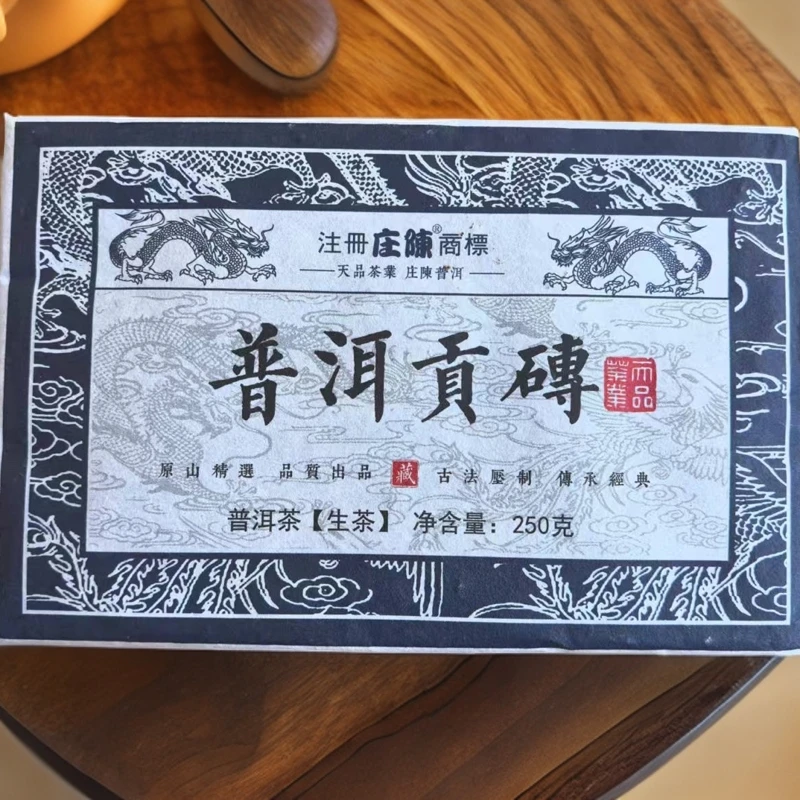 注冊庄陳®商標
天品茶業 庄陳普洱
普洱貢磚
天品茶業
原山精選 品質出品 藏 古法壓制 傳承經典
普洱茶【生茶】 净含量：250克